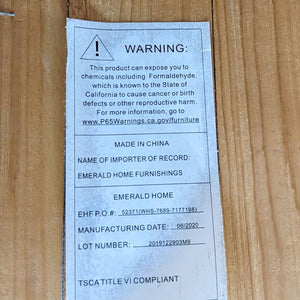 WARNING:
This product can expose you to
chemicals including Formaldehyde,
which is known to the State of
California to cause cancer or birth
defects or other reproductive harm.
For more information, go to
www.P65Warnings.ca.gov/furniture
MADE IN CHINA
NAME OF IMPORTER OF RECORD:
EMERALD HOME FURNISHINGS
EMERALD HOME
EHF P.O.#: 52371(WHS-7689-7177198)
MANUFACTURING DATE: 06/2020
LOT NUMBER: 2019122903M9
TSCA TITLE VI COMPLIANT